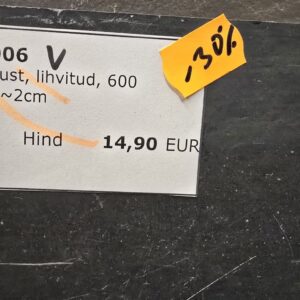 006 V
-30%
ust, lihvitud, 600
~2cm
Hind 14,90 EUR